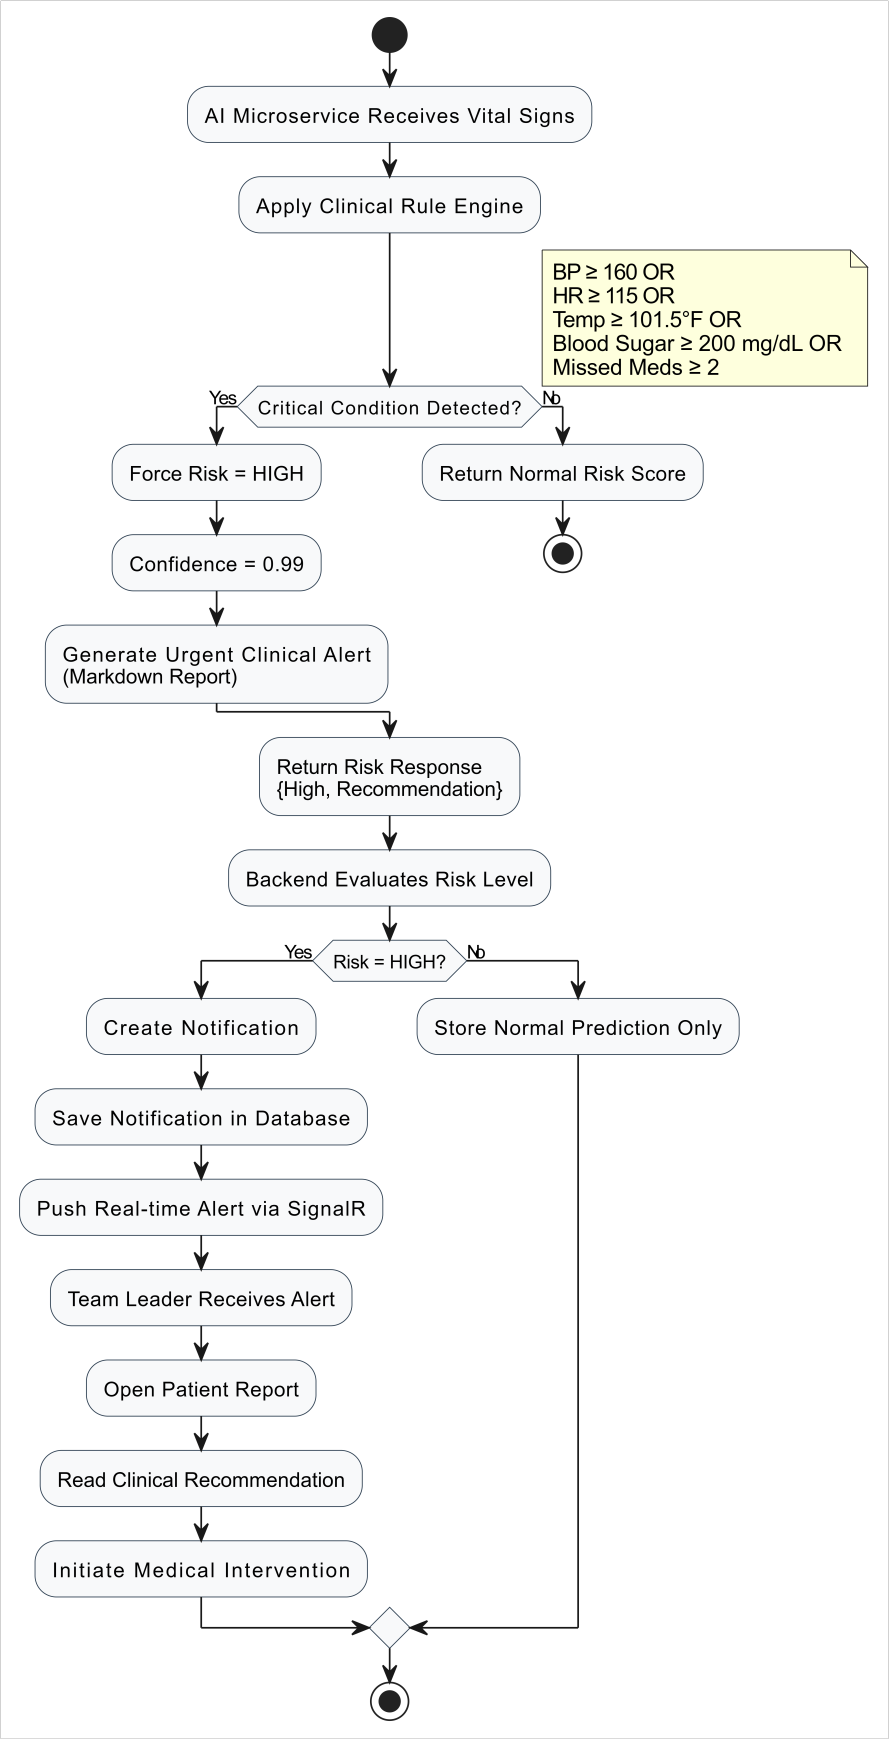 AI Microservice Receives Vital Signs
Apply Clinical Rule Engine
BP ≥ 160 OR
HR ≥ 115 OR
Temp ≥ 101.5°F OR
Blood Sugar ≥ 200 mg/dL OR
Missed Meds ≥ 2
Yes
Critical Condition Detected?
No
Force Risk = HIGH
Return Normal Risk Score
Confidence = 0.99
Generate Urgent Clinical Alert
(Markdown Report)
Return Risk Response
{High, Recommendation}
Backend Evaluates Risk Level
Yes
Risk = HIGH?
No
Create Notification
Store Normal Prediction Only
Save Notification in Database
Push Real-time Alert via SignalR
Team Leader Receives Alert
Open Patient Report
Read Clinical Recommendation
Initiate Medical Intervention